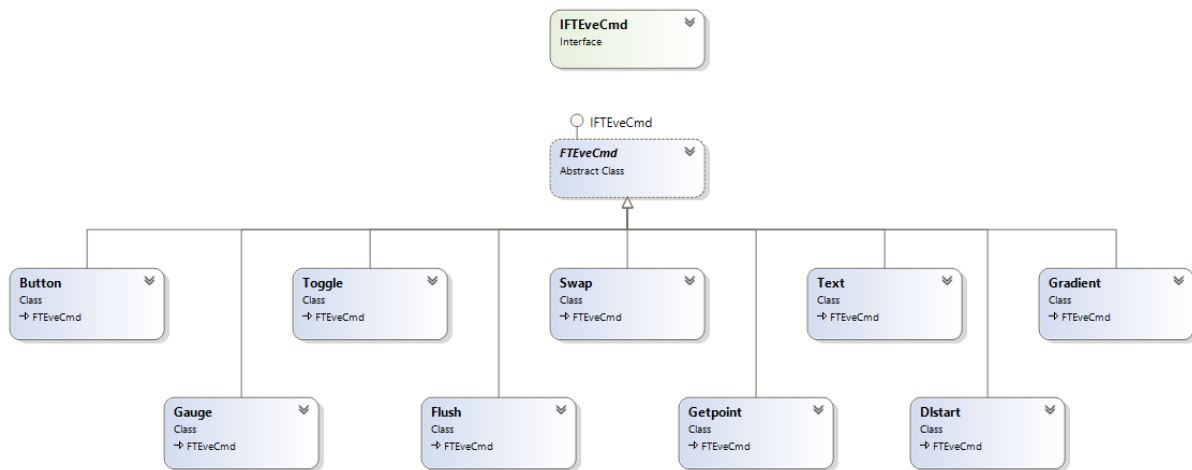 IFTEveCmd
Interface
IFTEveCmd
FTEveCmd
Abstract Class
Button
Class
FTEveCmd
Toggle
Class
FTEveCmd
Swap
Class
FTEveCmd
Text
Class
FTEveCmd
Gradient
Class
FTEveCmd
Gauge
Class
FTEveCmd
Flush
Class
FTEveCmd
Getpoint
Class
FTEveCmd
Dlstart
Class
FTEveCmd